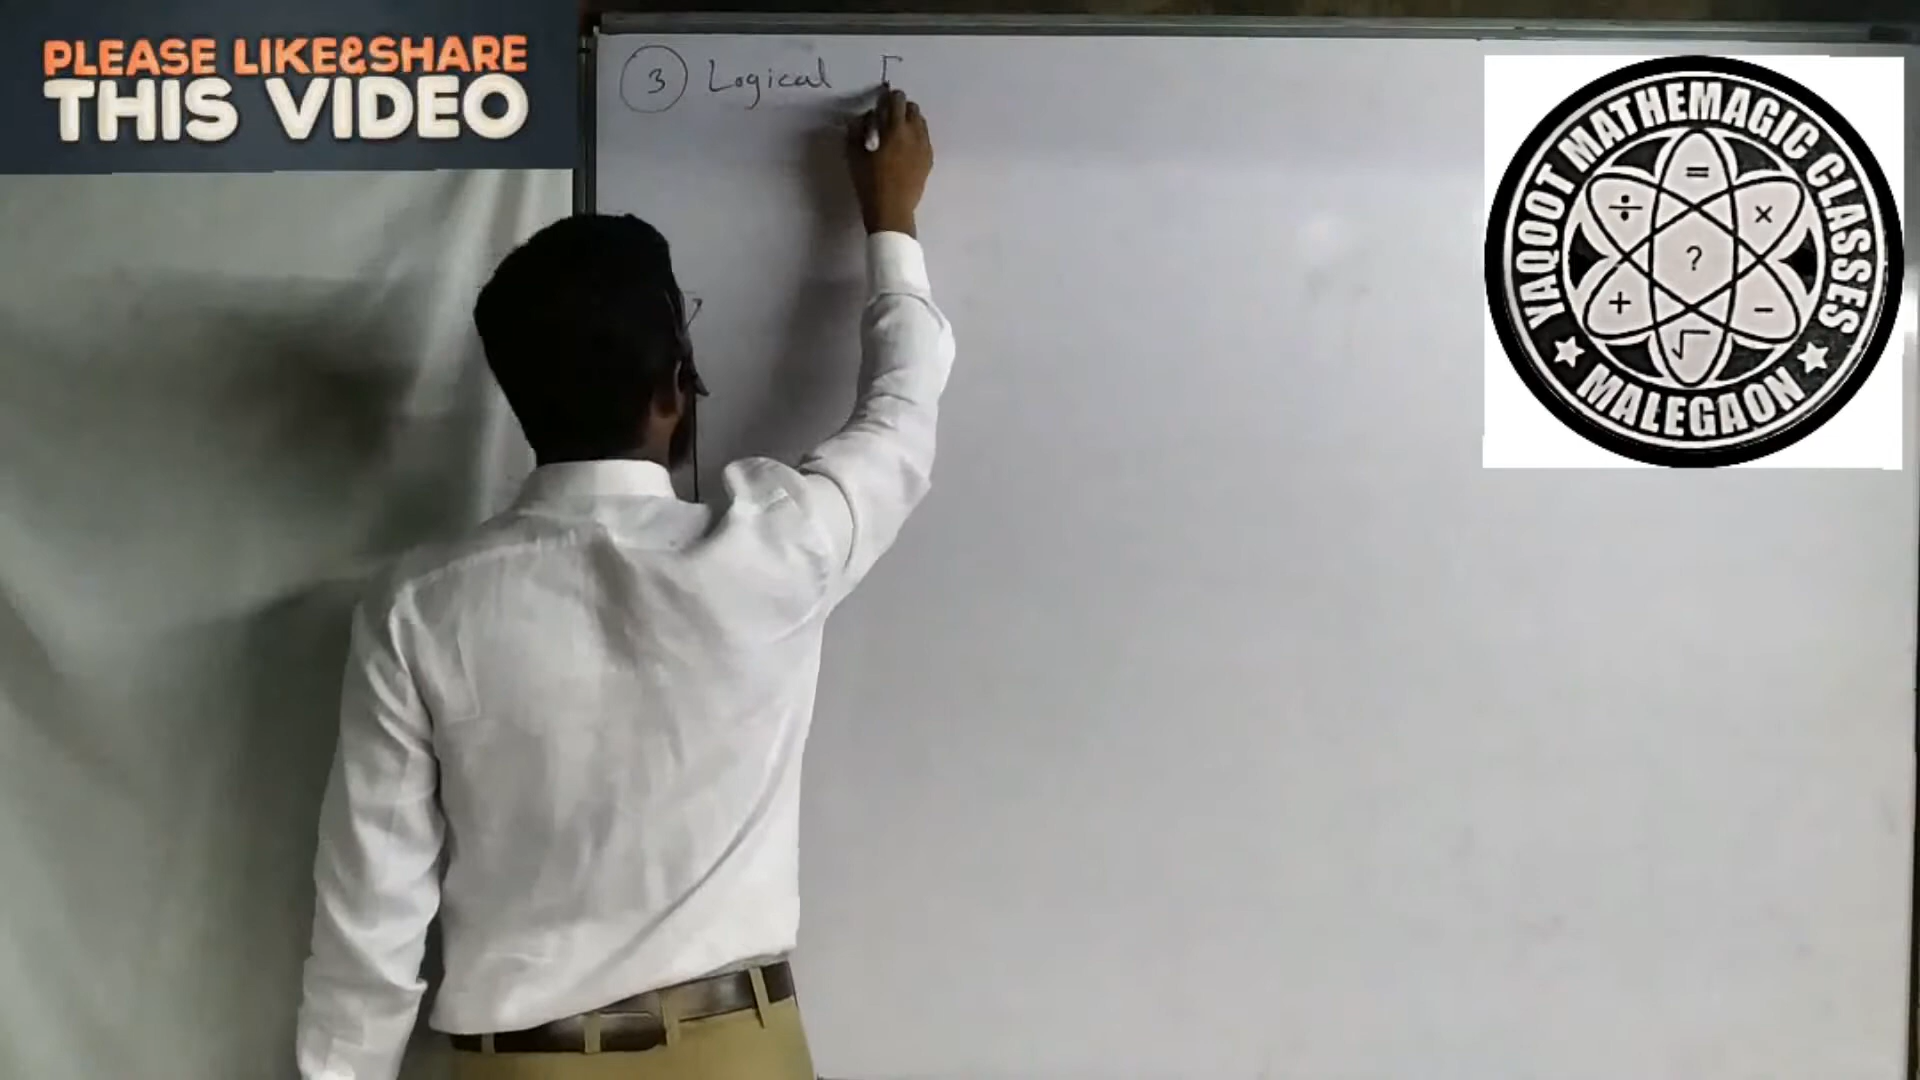 PLEASE LIKE&SHARE
THIS VIDEO
3 Logical
YAQOOT MATHEMAGIC CLASSES
MALEGAON
= × − √ + ÷ ?